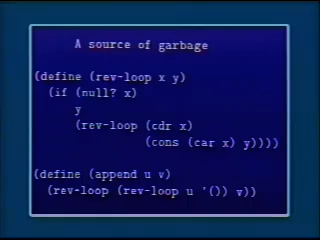 A source of garbage
(define (rev-loop x y)
(if (null? x)
y
(rev-loop (cdr x)
(cons (car x) y))))
(define (append u v)
(rev-loop (rev-loop u '()) v))